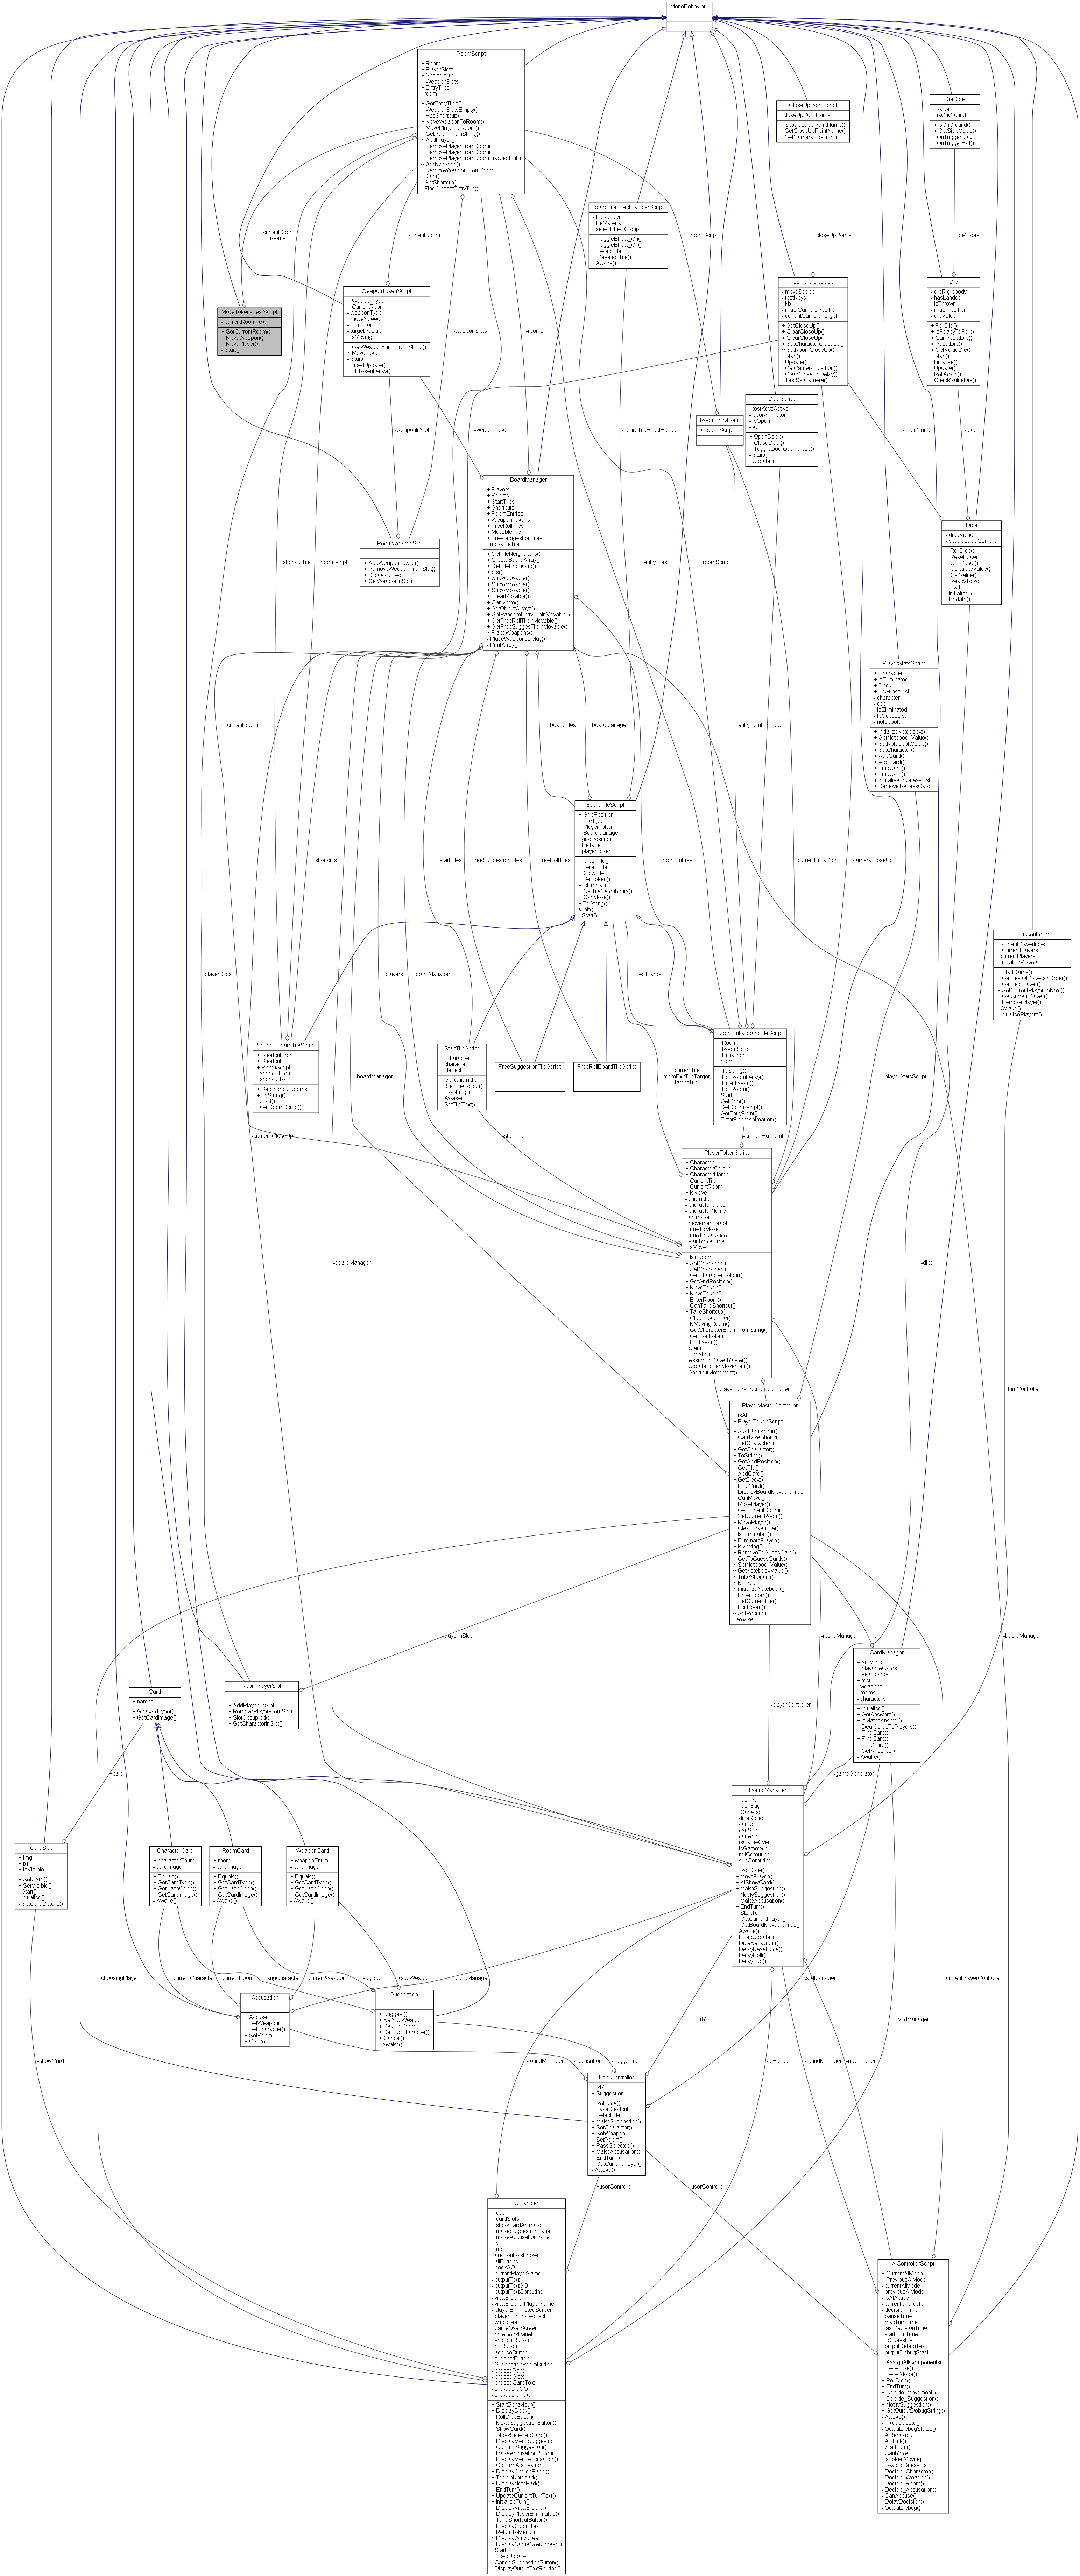 MonoBehaviour
RoomScript
+ Room
+ PlayerSlots
+ ShortcutTile
+ WeaponSlots
+ EntryTiles
- room
+ GetEntryTiles()
+ WeaponSlotsEmpty()
+ HasShortcut()
+ MoveWeaponToRoom()
+ MovePlayerToRoom()
+ GetRoomFromString()
~ AddPlayer()
~ RemovePlayerFromRoom()
~ RemovePlayerFromRoom()
~ RemovePlayerFromRoomViaShortcut()
~ AddWeapon()
~ RemoveWeaponFromRoom()
- Start()
- GetShortcut()
- FindClosestEntryTile()
CloseUpPointScript
- closeUpPointName
+ SetCloseUpPointName()
+ GetCloseUpPointName()
+ GetCameraPosition()
DieSide
- value
- isOnGround
+ IsOnGround()
+ GetSideValue()
- OnTriggerStay()
- OnTriggerExit()
BoardTileEffectHandlerScript
- tileRender
- tileMaterial
- selectEffectGroup
+ ToggleEffect_On()
+ ToggleEffect_Off()
+ SelectTile()
+ DeselectTile()
- Awake()
-currentRoom
-rooms
-currentRoom
-roomScript
-closeUpPoints
-dieSides
MoveTokensTestScript
- currentRoomText
+ SetCurrentRoom()
+ MoveWeapon()
+ MovePlayer()
- Start()
WeaponTokenScript
+ WeaponType
+ CurrentRoom
- weaponType
- moveSpeed
- animator
- targetPosition
- isMoving
+ GetWeaponEnumFromString()
~ MoveToken()
- Start()
- FixedUpdate()
- LiftTokenDelay()
-weaponSlots
-rooms
CameraCloseUp
- moveSpeed
- testKeys
- kb
- initialCameraPosition
- currentCameraTarget
+ SetCloseUp()
+ ClearCloseUp()
+ ClearCloseUp()
+ SetCharacterCloseUp()
~ SetRoomCloseUp()
- Start()
- Update()
- GetCameraPosition()
- ClearCloseUpDelay()
- TestSetCamera()
Die
- dieRigidbody
- hasLanded
- isThrown
- initialPosition
- dieValue
+ RollDie()
+ IsReadyToRoll()
+ CanResetDie()
+ ResetDie()
+ GetValueDie()
- Start()
- Initialise()
- Update()
- RollAgain()
- CheckValueDie()
-weaponInSlot
-weaponTokens
-boardTileEffectHandler
RoomEntryPoint
+ RoomScript
DoorScript
- testKeysActive
- doorAnimator
- isOpen
- kb
+ OpenDoor()
+ CloseDoor()
+ ToggleDoorOpenClose()
- Start()
- Update()
-mainCamera
-dice
BoardManager
+ Players
+ Rooms
+ StartTiles
+ Shortcuts
+ RoomEntries
+ WeaponTokens
+ FreeRollTiles
+ MovableTile
+ FreeSuggestionTiles
- movableTile
+ GetTileNeighbours()
+ CreateBoardArray()
+ GetTileFromGrid()
+ bfs()
+ ShowMovable()
+ ShowMovable()
+ ShowMovable()
+ ClearMovable()
+ CanMove()
+ SetObjectArrays()
+ GetRandomEntryTileInMovable()
+ GetFreeRollTileInMovable()
+ GetFreeSuggesTileInMovable()
~ PlaceWeapons()
- PlaceWeaponsDelay()
- PrintArray()
RoomWeaponSlot
+ AddWeaponToSlot()
+ RemoveWeaponFromSlot()
+ SlotOccupied()
+ GetWeaponInSlot()
Dice
- diceValue
- setCloseUpCamera
+ RollDice()
+ ResetDice()
+ CanReset()
+ CalculateValue()
+ GetValue()
+ ReadyToRoll()
- Start()
- Initialise()
- Update()
-shortcutTile
-roomScript
-entryTiles
-roomScript
PlayerStatsScript
+ Character
+ IsEliminated
+ Deck
+ ToGuessList
- character
- deck
- isEliminated
- toGuessList
- notebook
+ InitializeNotebook()
+ GetNotebookValue()
+ SetNotebookValue()
+ SetCharacter()
+ AddCard()
+ AddCard()
+ FindCard()
+ FindCard()
+ InititaliseToGuessList()
+ RemoveToGessCard()
-currentRoom
-boardTiles
-boardManager
-entryPoint
-door
BoardTileScript
+ GridPosition
+ TileType
+ PlayerToken
+ BoardManager
- gridPosition
- tileType
- playerToken
+ ClearTile()
+ SelectTile()
+ GlowTile()
+ SetToken()
+ IsEmpty()
+ GetTileNeighbours()
+ CanMove()
+ ToString()
# Init()
- Start()
-shortcuts
-startTiles
-freeSuggestionTiles
-freeRollTiles
-roomEntries
-currentEntryPoint
-cameraCloseUp
TurnController
+ currentPlayerIndex
+ CurrentPlayers
- currentPlayers
- initialisePlayers
+ StartGame()
+ GetRestOfPlayersInOrder()
+ GetNextPlayer()
+ SetCurrentPlayerToNext()
+ GetCurrentPlayer()
+ RemovePlayer()
- Awake()
- InitialisePlayers()
-playerSlots
-players
-boardManager
-exitTarget
ShortcutBoardTileScript
+ ShortcutFrom
+ ShortcutTo
+ RoomScript
- shortcutFrom
- shortcutTo
+ SetShortcutRooms()
+ ToString()
- Start()
- GetRoomScript()
StartTileScript
+ Character
- character
- tileText
+ SetCharacter()
+ SetTileColour()
+ ToString()
- Awake()
- SetTileText()
FreeSuggestionTileScript
FreeRollBoardTileScript
RoomEntryBoardTileScript
+ Room
+ RoomScript
+ EntryPoint
- room
+ ToString()
+ ExitRoomDelay()
~ EnterRoom()
~ ExitRoom()
- Start()
- GetDoor()
- GetRoomScript()
- GetEntryPoint()
- EnterRoomAnimation()
-boardManager
-currentTile
-roomExitTileTarget
-targetTile
-playerStatsScript
-cameraCloseUp
-startTile
-currentExitPoint
PlayerTokenScript
+ Character
+ CharacterColour
+ CharacterName
+ CurrentTile
+ CurrentRoom
+ IsMove
- character
- characterColour
- characterName
- animator
- movementGraph
- timeToMove
- timeToDistance
- startMoveTime
- isMove
+ IsInRoom()
+ SetCharacter()
+ SetCharacter()
+ GetCharacterColour()
+ GetGridPosition()
+ MoveToken()
+ MoveToken()
+ EnterRoom()
+ CanTakeShortcut()
+ TakeShortcut()
+ ClearTokenTile()
+ IsMovingRoom()
+ GetCharacterEnumFromString()
~ GetController()
~ ExitRoom()
- Start()
- Update()
- AssignToPlayerMaster()
- UpdateTokenMovement()
- ShortcutMovement()
-boardManager
-dice
-playerTokenScript
-controller
-turnController
PlayerMasterController
+ isAI
+ PlayerTokenScript
+ StartBehaviour()
+ CanTakeShortcut()
+ SetCharacter()
+ GetCharacter()
+ ToString()
+ GetGridPosition()
+ GetTile()
+ AddCard()
+ GetDeck()
+ FindCard()
+ DisplayBoardMovableTiles()
+ CanMove()
+ MovePlayer()
+ GetCurrentRoom()
+ SetCurrentRoom()
+ MovePlayer()
+ ClearTokenTile()
+ IsEliminated()
+ EliminatePlayer()
+ IsMoving()
+ RemoveToGuessCard()
+ GetToGuessCards()
~ SetNotebookValue()
~ GetNotebookValue()
~ TakeShortcut()
~ IsInRoom()
~ initializeNotebook()
~ EnterRoom()
~ SetCurrentTile()
~ ExitRoom()
~ SetPosition()
- Awake()
-playerInSlot
-roundManager
+p
-boardManager
CardManager
+ answers
+ playableCards
+ setOfcards
+ test
- weapons
- rooms
- characters
+ Initialise()
+ GetAnswers()
+ IsMatchAnswer()
+ DealCardsToPlayers()
+ FindCard()
+ FindCard()
+ FindCard()
+ GetAllCards()
- Awake()
Card
+ names
+ GetCardType()
+ GetCardImage()
RoomPlayerSlot
+ AddPlayerToSlot()
+ RemovePlayerFromSlot()
+ SlotOccupied()
+ GetCharacterInSlot()
-playerController
+card
-gameGenerator
RoundManager
+ CanRoll
+ CanSug
+ CanAcc
- diceRolled
- canRoll
- canSug
- canAcc
- isGameOver
- isGameWin
- rollCoroutine
- sugCoroutine
+ RollDice()
+ MovePlayer()
+ AIShowCard()
+ MakeSuggestion()
+ NotifySuggestion()
+ MakeAccusation()
+ EndTurn()
+ StartTurn()
+ GetCurrentPlayer()
+ GetBoardMovableTiles()
- Awake()
- FixedUpdate()
- DiceBehaviour()
- DelayResetDice()
- DelayRoll()
- DelaySug()
CardSlot
+ img
+ txt
+ isVisible
+ SetCard()
+ SetVisible()
- Start()
- Initialise()
- SetCardDetails()
CharacterCard
+ characterEnum
- cardImage
+ Equals()
+ GetCardType()
+ GetHashCode()
+ GetCardImage()
- Awake()
RoomCard
+ room
- cardImage
+ Equals()
+ GetCardType()
+ GetHashCode()
+ GetCardImage()
- Awake()
WeaponCard
+ weaponEnum
- cardImage
+ Equals()
+ GetCardType()
+ GetHashCode()
+ GetCardImage()
- Awake()
-choosingPlayer
+currentCharacter
+currentRoom
+sugCharacter
+currentWeapon
+sugRoom
+sugWeapon
-roundManager
-cardManager
-currentPlayerController
Accusation
+ Accuse()
+ SetWeapon()
+ SetCharacter()
+ SetRoom()
+ Cancel()
Suggestion
+ Suggest()
+ SetSugWeapon()
+ SetSugRoom()
+ SetSugCharacter()
+ Cancel()
- Awake()
-rM
+cardManager
-showCard
-roundManager
-accusation
-suggestion
-uiHandler
-roundManager
-aiController
UserController
+ RM
+ Suggestion
+ RollDice()
+ TakeShortcut()
+ SelectTile()
+ MakeSuggestion()
+ SetCharacter()
+ SetWeapon()
+ SetRoom()
+ PassSelected()
+ MakeAccusation()
+ EndTurn()
+ GetCurrentPlayer()
- Awake()
+userController
-userController
UIHandler
+ deck
+ cardSlots
+ showCardAnimator
+ makeSuggestionPanel
+ makeAccusationPanel
- txt
- img
- areControlsFrozen
- allButtons
- deckGO
- currentPlayerName
- outputText
- outputTextGO
- outputTextCoroutine
- viewBlocker
- viewBlockerPlayerName
- playerEliminatedScreen
- playerEliminatedText
- winScreen
- gameOverScreen
- noteBookPanel
- shortcutButton
- rollButton
- accuseButton
- suggestButton
- SuggestionRoomButton
- choosePanel
- chooseSlots
- chooseCardText
- showCardGO
- showCardText
+ StartBehaviour()
+ DisplayDeck()
+ RollDiceButton()
+ MakeSuggestionButton()
+ ShowCard()
+ ShowSelectedCard()
+ DisplayMenuSuggestion()
+ ConfirmSuggestion()
+ MakeAccusationButton()
+ DisplayMenuAccusation()
+ ConfirmAccusation()
+ DisplayChoicePanel()
+ ToggleNotepad()
+ DisplayNotePad()
+ EndTurn()
+ UpdateCurrentTurnText()
+ InitialiseTurn()
+ DisplayViewBlocker()
+ DisplayPlayerEliminated()
+ TakeShortcutButton()
+ DisplayOutputText()
+ ReturnToMenu()
~ DisplayWinScreen()
~ DisplayGameOverScreen()
- Start()
- FixedUpdate()
- CancelSuggestionButton()
- DisplayOutputTextRoutine()
AIControllerScript
+ CurrentAIMode
+ PreviousAIMode
- currentAIMode
- previousAIMode
- isAIActive
- currentCharacter
- decisionTime
- pauseTime
- maxTurnTime
- lastDecisionTime
- startTurnTime
- toGuessList
- outputDebugText
- outputDebugStack
+ AssignAllComponents()
+ SetActive()
+ SetAIMode()
+ RollDice()
+ EndTurn()
+ Decide_Movement()
+ Decide_Suggestion()
+ NotifySuggestion()
+ GetOutputDebugString()
- Awake()
- FixedUpdate()
- OutputDebugStatus()
- AIBehaviour()
- AIThink()
- StartTurn()
- CanMove()
- IsTokenMoving()
- LoadToGuessList()
- Decide_Character()
- Decide_Weapon()
- Decide_Room()
- Decide_Accusation()
- CanAccuse()
- DelayDecision()
- OutputDebug()